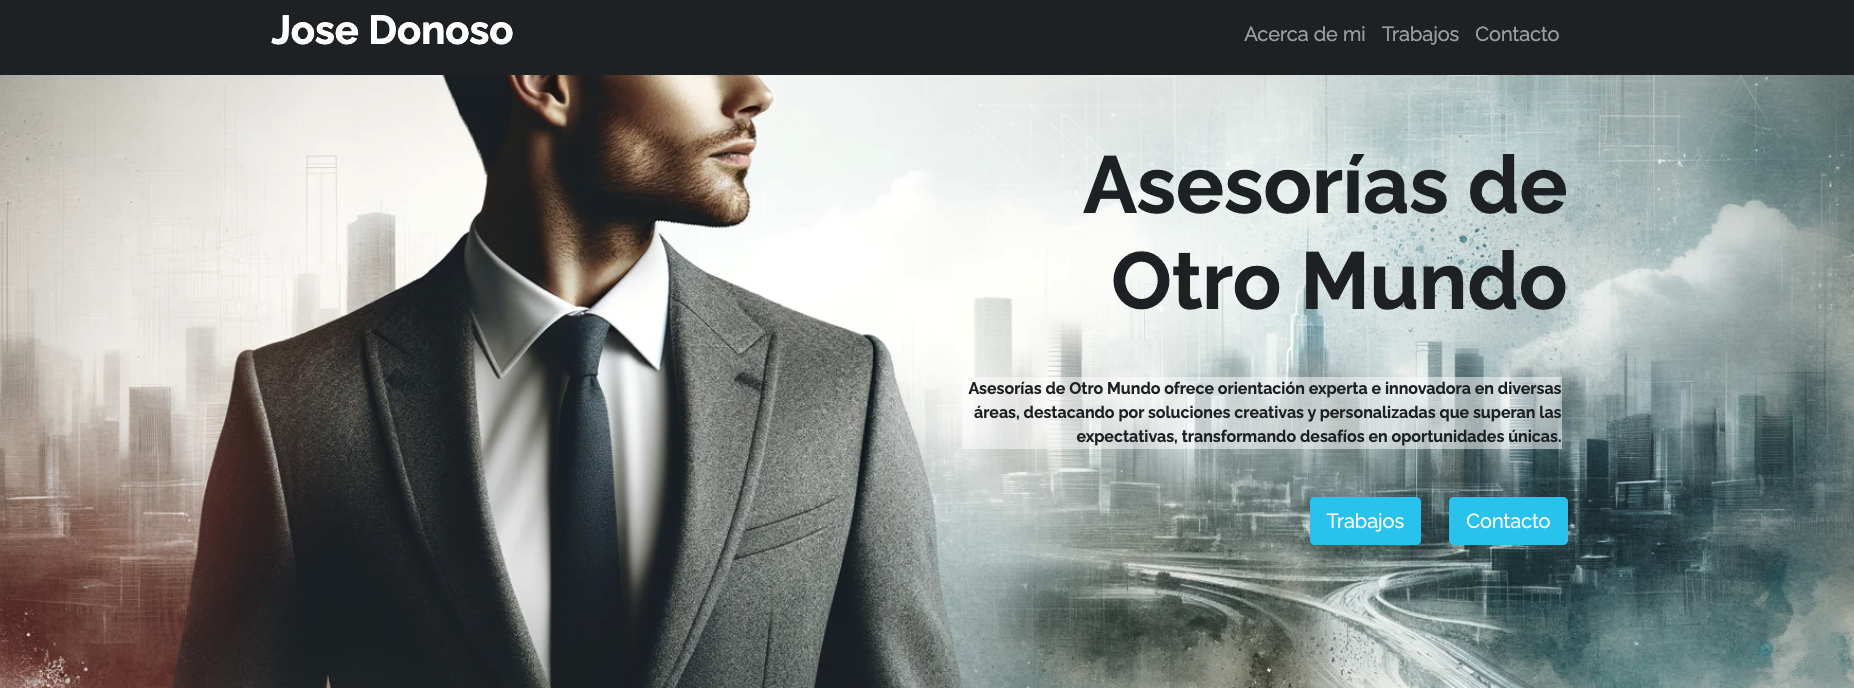 Jose Donoso
Acerca de mi Trabajos Contacto
Asesorías de
Otro Mundo
Asesorías de Otro Mundo ofrece orientación experta e innovadora en diversas
áreas, destacando por soluciones creativas y personalizadas que superan las
expectativas, transformando desafíos en oportunidades únicas.
Trabajos Contacto